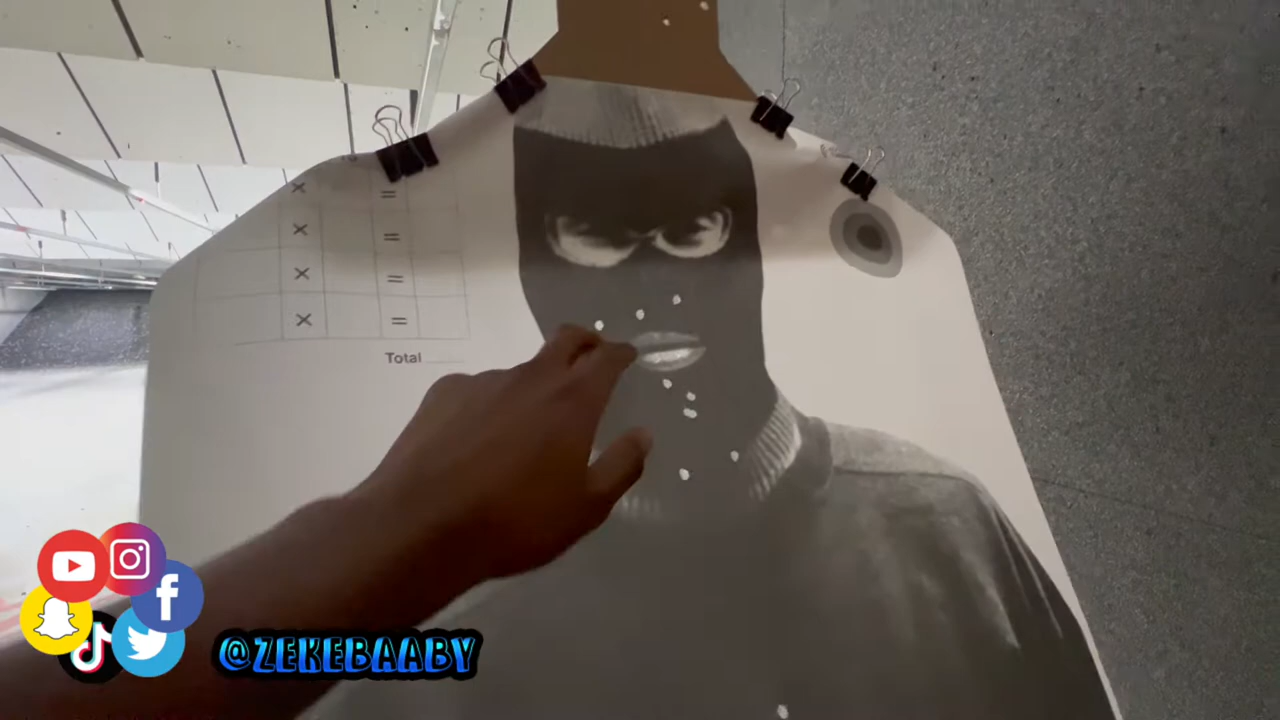 × =
× =
× =
× =
Total
@ZEKEBAABY